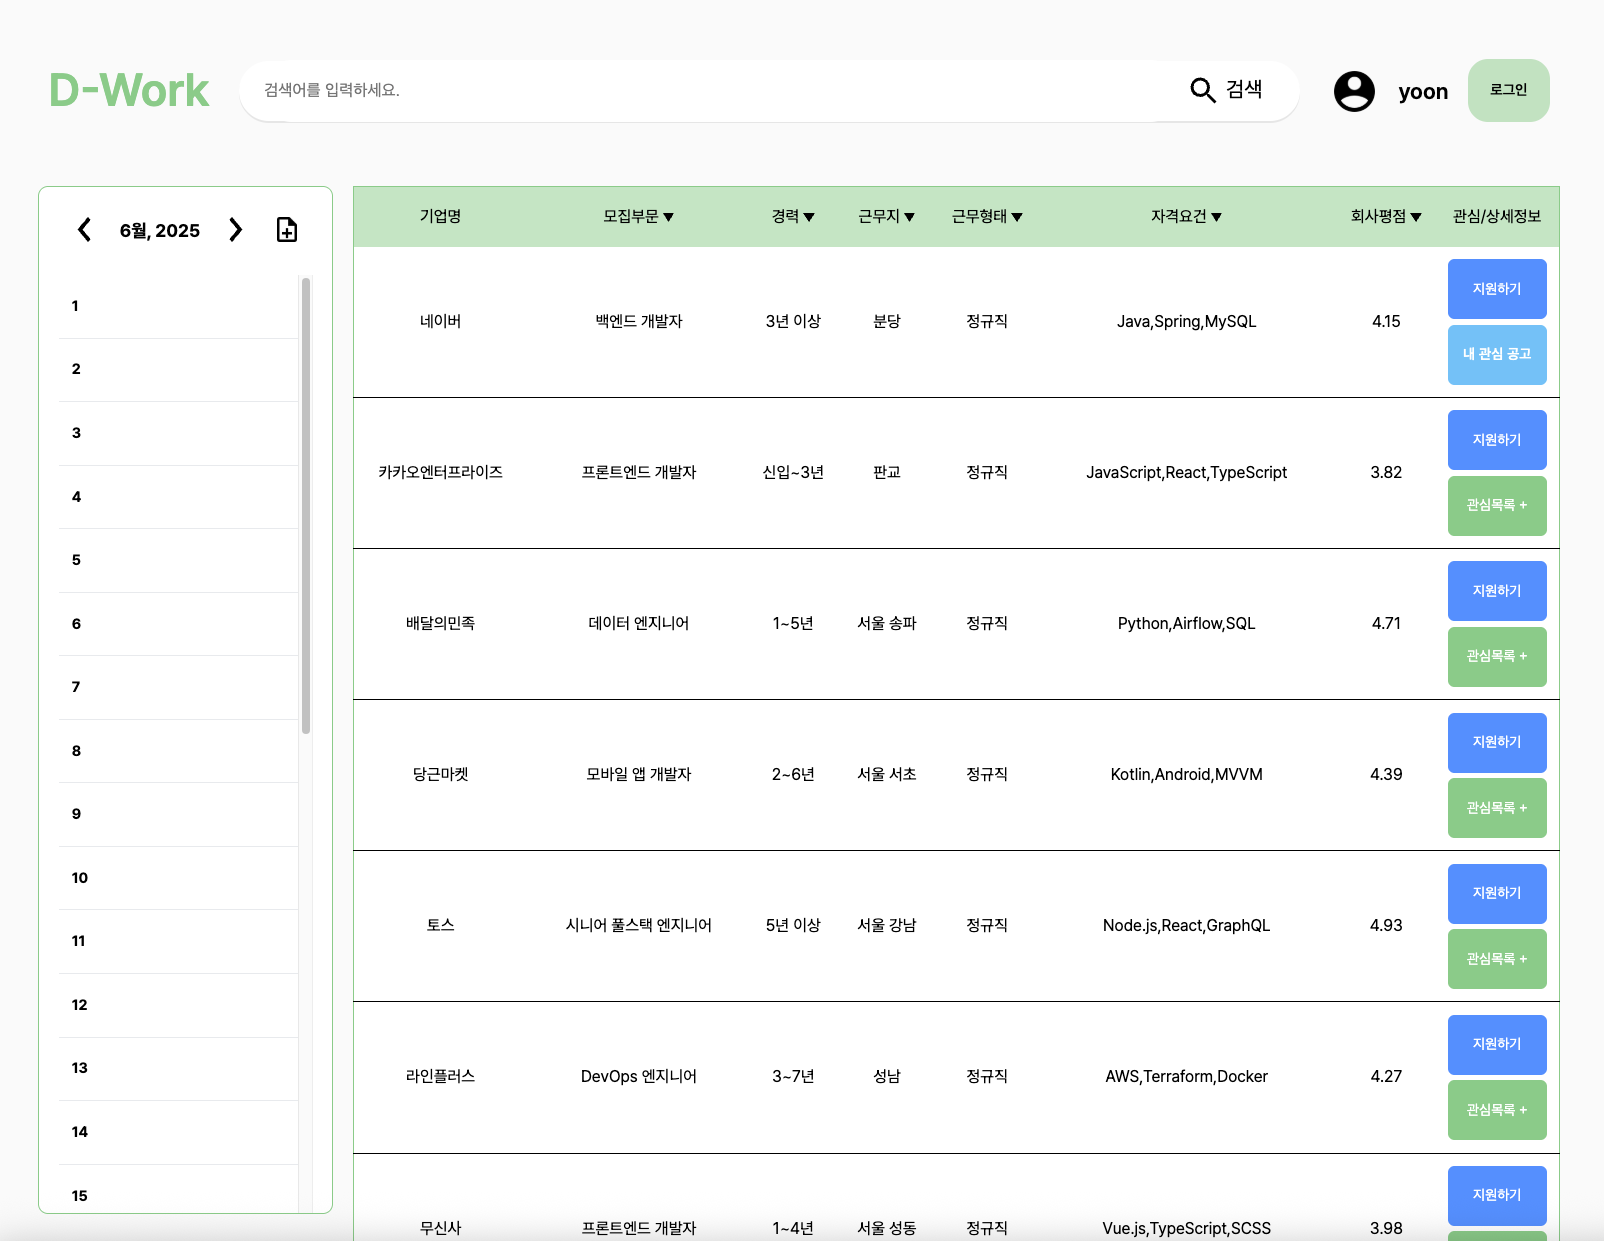 D-Work
검색어를 입력하세요.
검색
yoon
로그인
6월, 2025
1
2
3
4
5
6
7
8
9
10
11
12
13
14
15
기업명 모집부문 ▼ 경력 ▼ 근무지 ▼ 근무형태 ▼ 자격요건 ▼ 회사평점 ▼ 관심/상세정보
네이버 백엔드 개발자 3년 이상 분당 정규직 Java,Spring,MySQL 4.15
지원하기
내 관심 공고
카카오엔터프라이즈 프론트엔드 개발자 신입~3년 판교 정규직 JavaScript,React,TypeScript 3.82
지원하기
관심목록 +
배달의민족 데이터 엔지니어 1~5년 서울 송파 정규직 Python,Airflow,SQL 4.71
지원하기
관심목록 +
당근마켓 모바일 앱 개발자 2~6년 서울 서초 정규직 Kotlin,Android,MVVM 4.39
지원하기
관심목록 +
토스 시니어 풀스택 엔지니어 5년 이상 서울 강남 정규직 Node.js,React,GraphQL 4.93
지원하기
관심목록 +
라인플러스 DevOps 엔지니어 3~7년 성남 정규직 AWS,Terraform,Docker 4.27
지원하기
관심목록 +
무신사 프론트엔드 개발자 1~4년 서울 성동 정규직 Vue.js,TypeScript,SCSS 3.98
지원하기